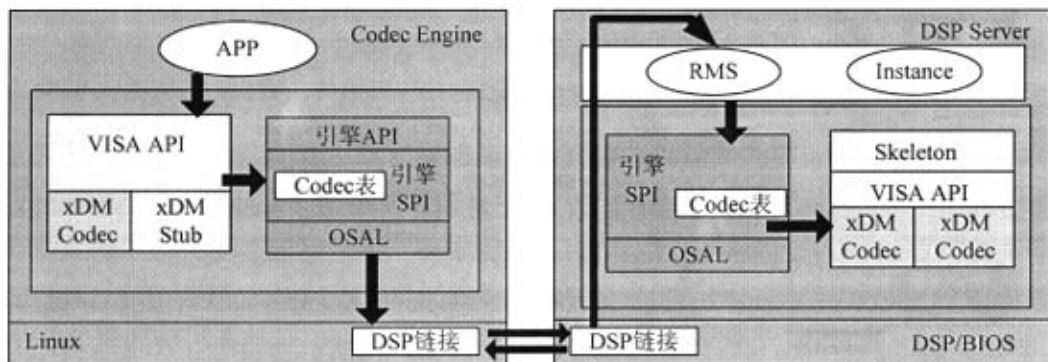 Codec Engine
APP
VISA API
xDM
Codec
xDM
Stub
引擎API
Codec表
引擎
SPI
OSAL
Linux
DSP链接
DSP Server
RMS
Instance
引擎
SPI
Codec表
OSAL
Skeleton
VISA API
xDM
Codec
xDM
Codec
DSP链接
DSP/BIOS